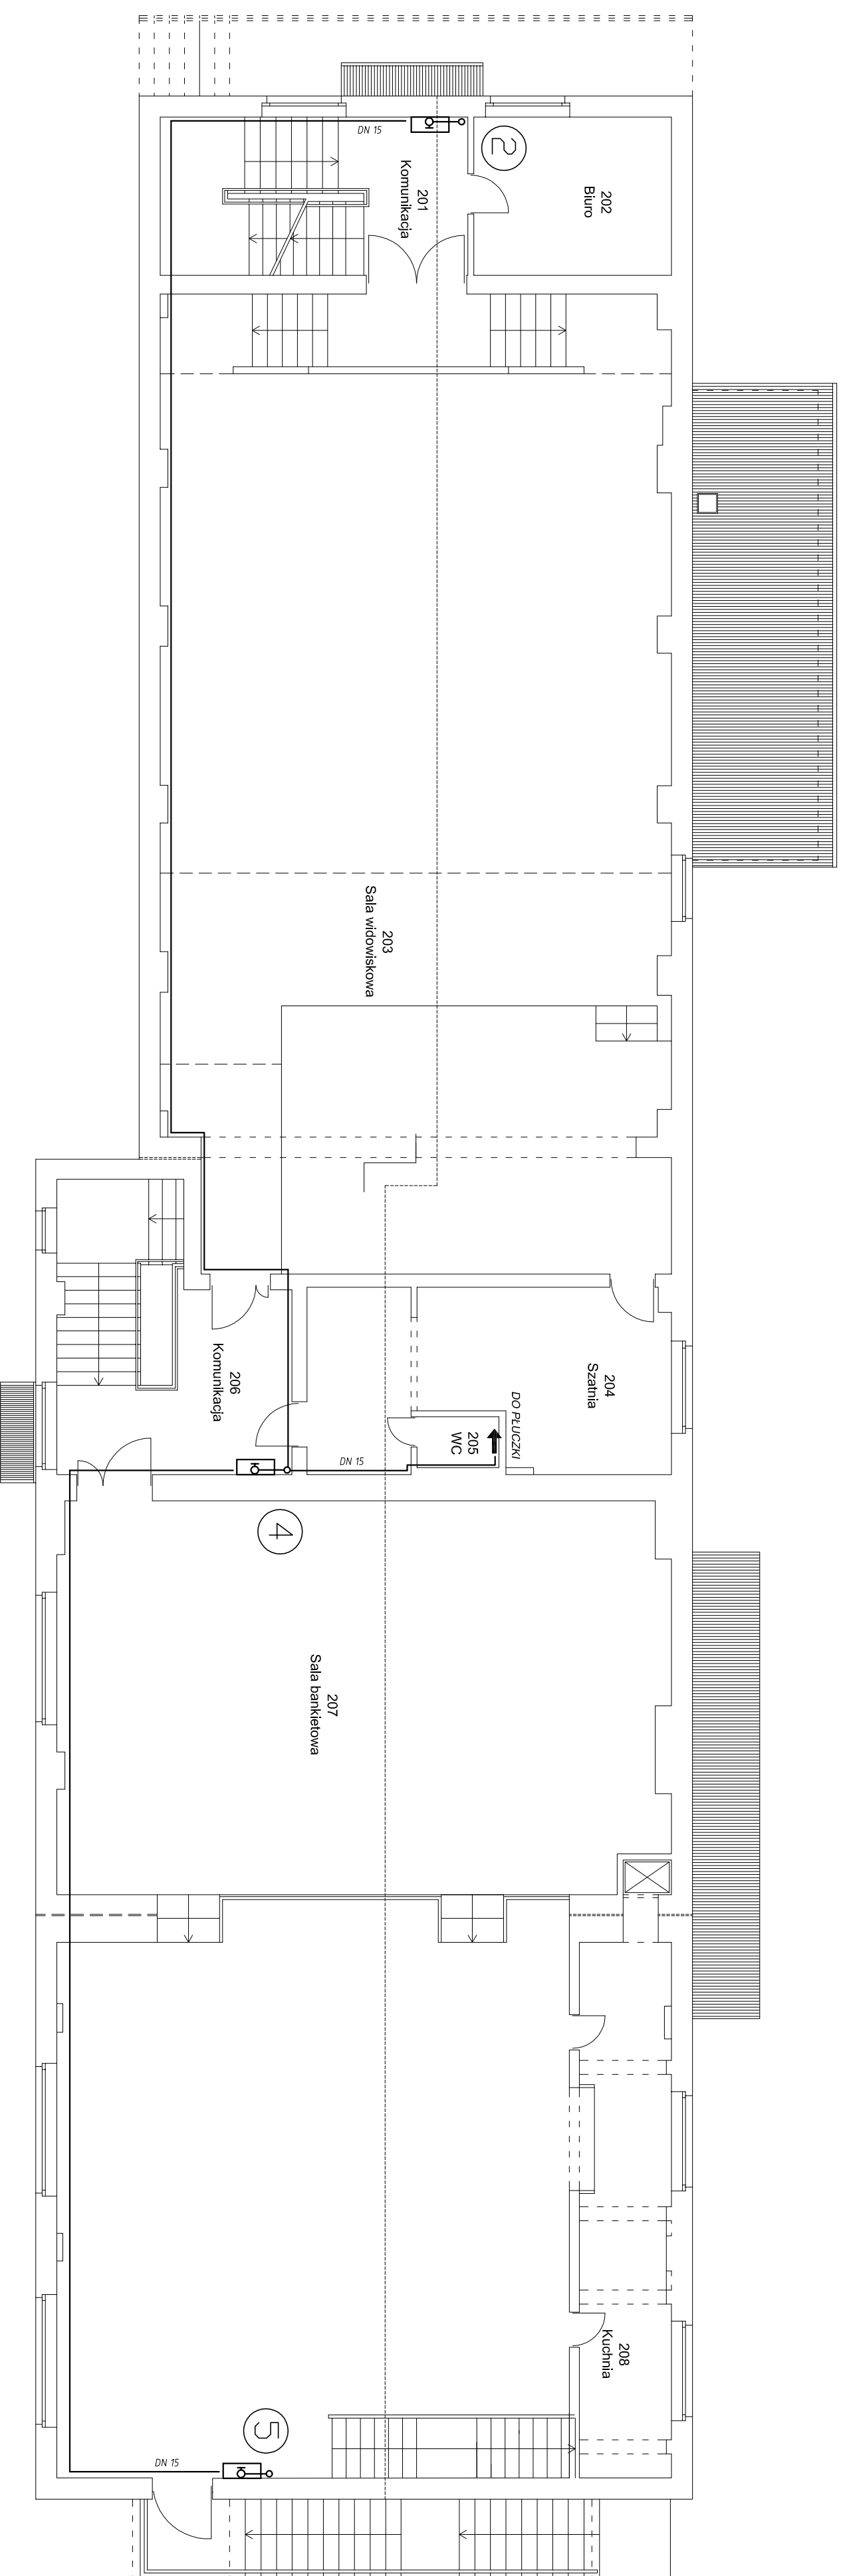 DN 15
2
201
Komunikacja
202
Biuro
203
Sala widowiskowa
204
Szatnia
DO PŁUCZKI
205
WC
206
Komunikacja
DN 15
4
207
Sala bankietowa
208
Kuchnia
5
DN 15